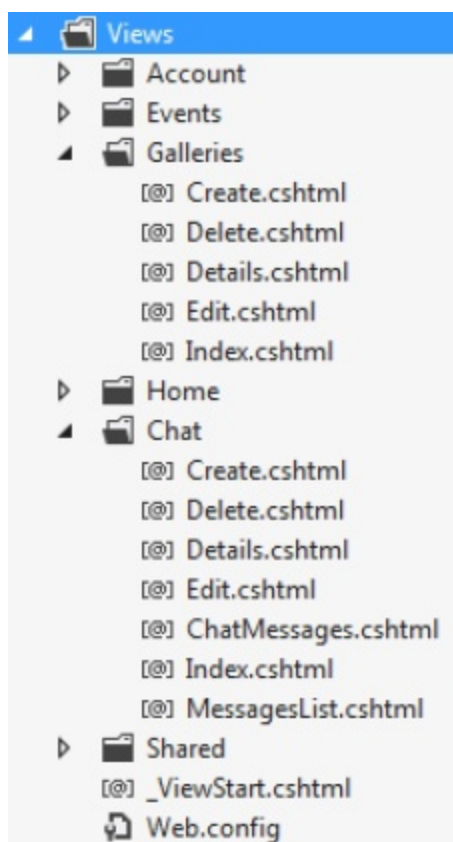 Views
Account
Events
Galleries
[@] Create.cshtml
[@] Delete.cshtml
[@] Details.cshtml
[@] Edit.cshtml
[@] Index.cshtml
Home
Chat
[@] Create.cshtml
[@] Delete.cshtml
[@] Details.cshtml
[@] Edit.cshtml
[@] ChatMessages.cshtml
[@] Index.cshtml
[@] MessagesList.cshtml
Shared
[@] _ViewStart.cshtml
Web.config